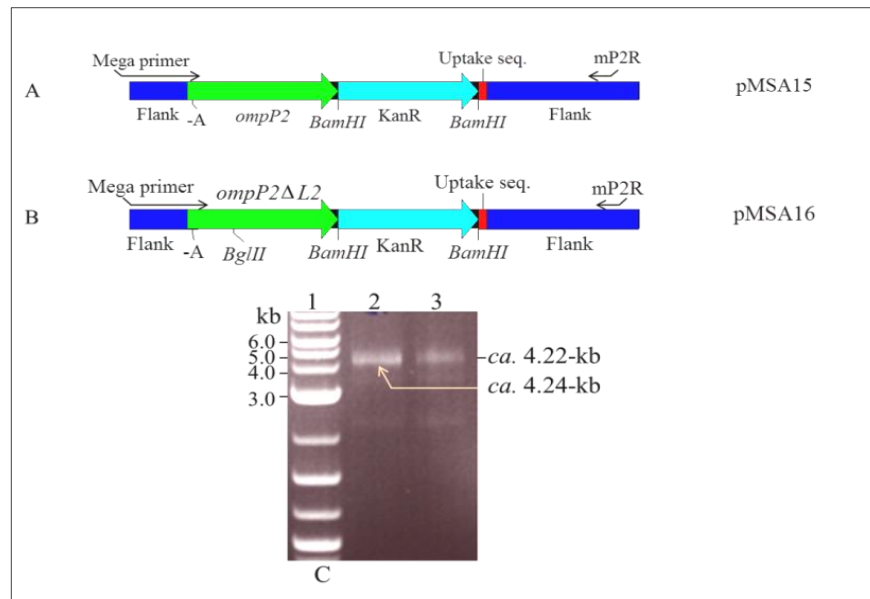 Mega primer
Uptake seq.
mP2R
A
pMSA15
Flank
-A
ompP2
BamHI
KanR
BamHI
Flank
Mega primer
ompP2ΔL2
Uptake seq.
mP2R
B
pMSA16
Flank
-A
BglII
BamHI
KanR
BamHI
Flank
kb
1
2
3
6.0
5.0
4.0
3.0
ca. 4.22-kb
ca. 4.24-kb
C